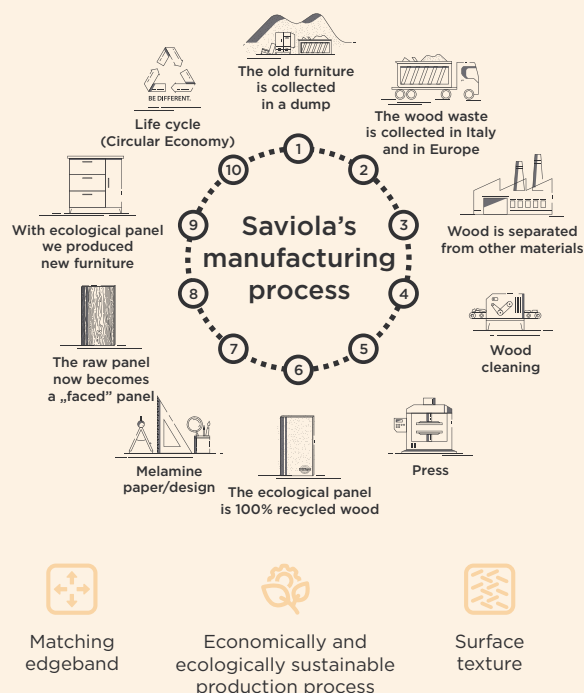 The old furniture
is collected
in a dump
The wood waste
is collected in Italy
and in Europe
Wood is separated
from other materials
Wood
cleaning
Press
The ecological panel
is 100% recycled wood
Melamine
paper/design
The raw panel
now becomes
a „faced” panel
With ecological panel
we produced
new furniture
BE DIFFERENT.
Life cycle
(Circular Economy)
1
2
3
4
5
6
7
8
9
10
Saviola’s
manufacturing
process
Matching
edgeband
Economically and
ecologically sustainable
production process
Surface
texture